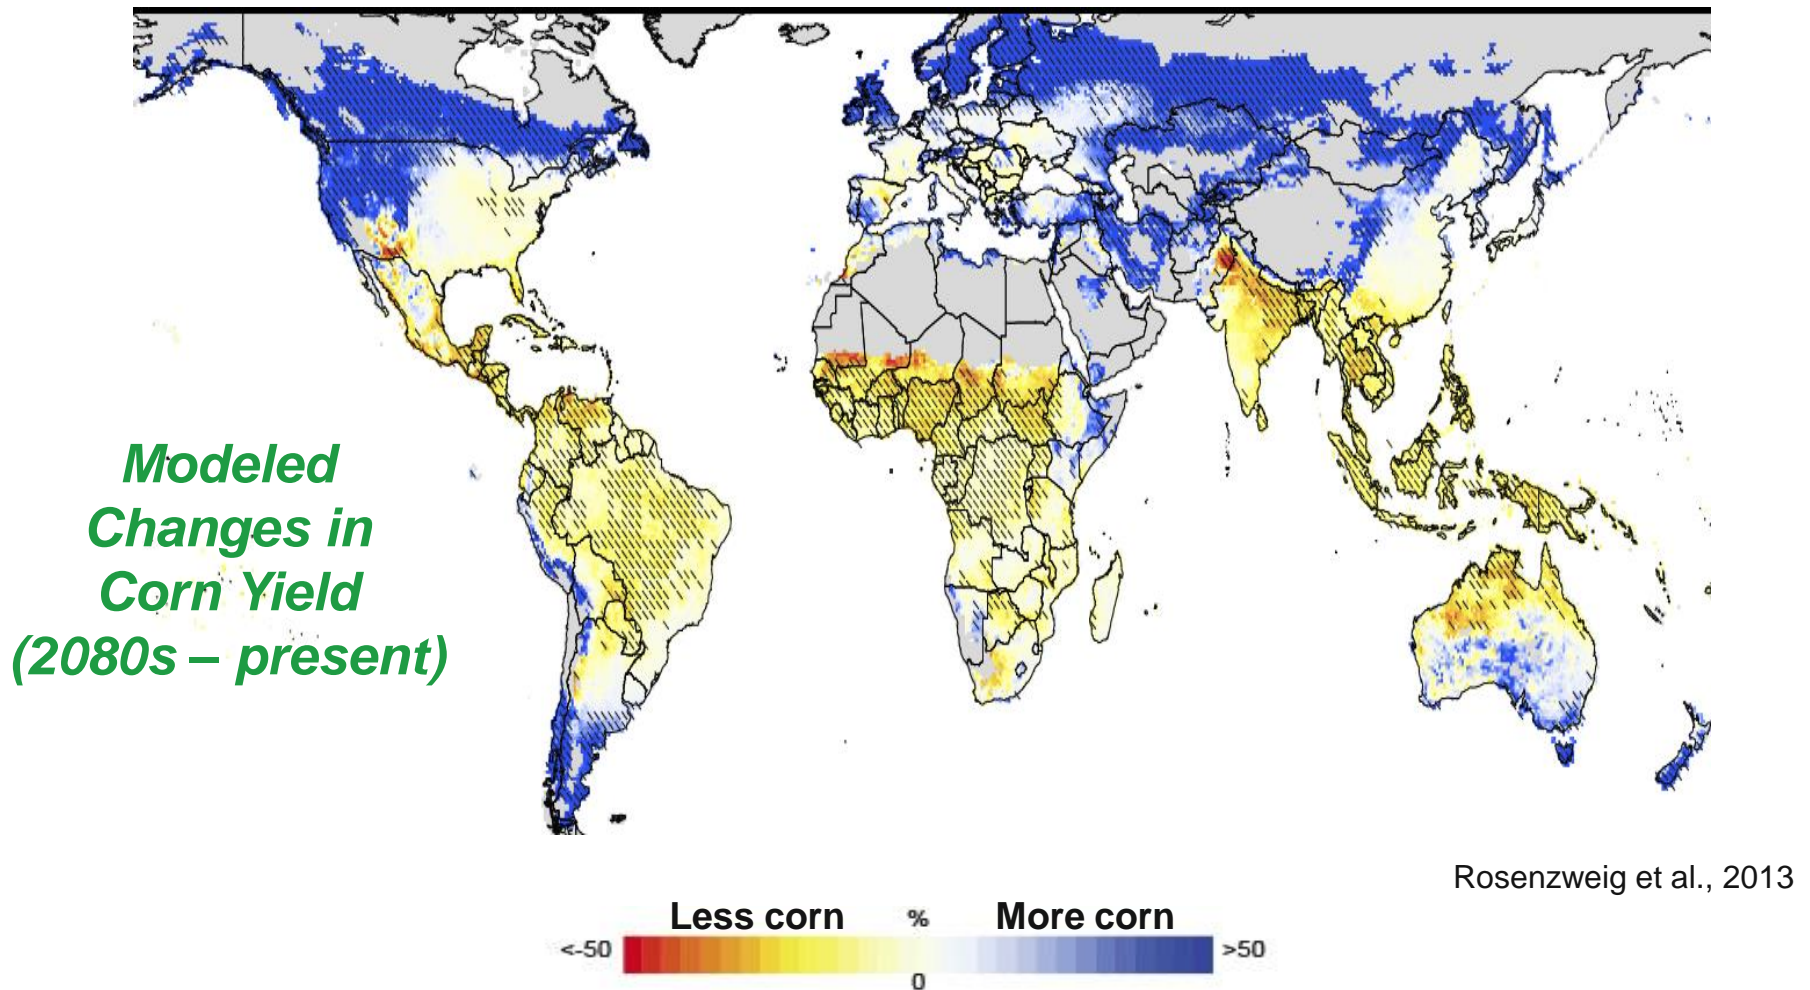 Modeled
Changes in
Corn Yield
(2080s – present)
Rosenzweig et al., 2013
Less corn % More corn
<-50 >50
0